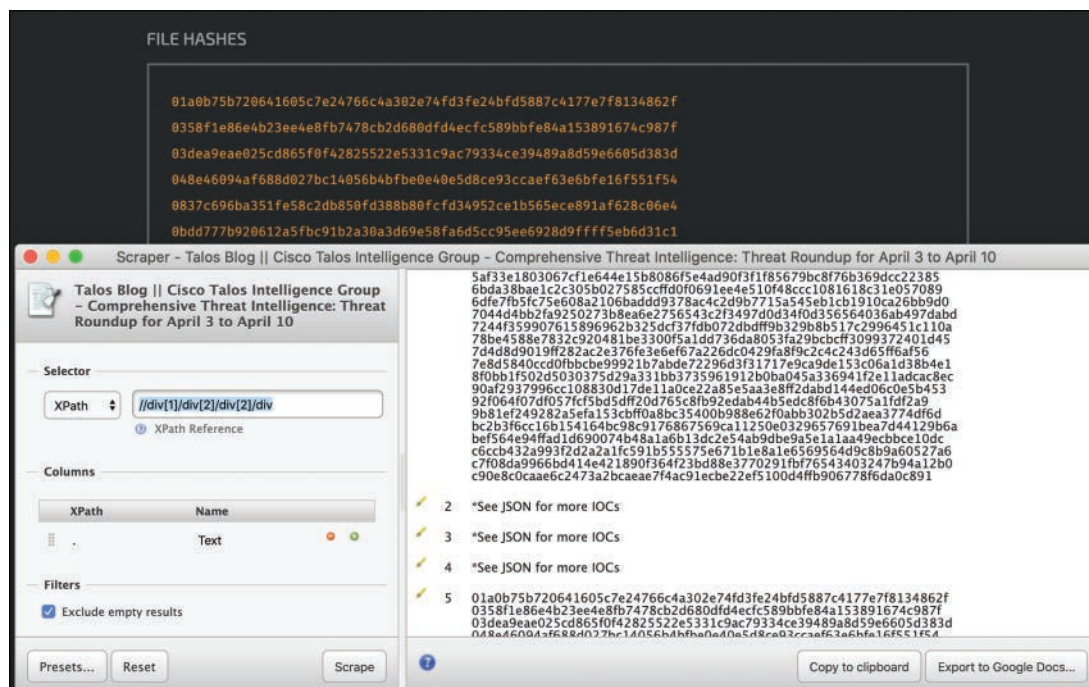 FILE HASHES
01a0b75b720641605c7e24766c4a302e74fd3fe24bfd5887c4177e7f8134862f
0358f1e86e4b23ee4e8fb7478cb2d680dfd4ecfc589bbfe84a153891674c987f
03dea9eae025cd865f0f42825522e5331c9ac79334ce39489a8d59e6605d383d
048e46094af688d027bc14056b4bfbe0e40e5d8ce93ccaef63e6bfe16f551f54
0837c696ba351fe58c2db850fd388b80fcfd34952ce1b565ece891af628c06e4
0bdd777b920612a5fbc91b2a30a3d69e58fa6d5cc95ee6928d9ffff5eb6d31c1
Scraper - Talos Blog || Cisco Talos Intelligence Group - Comprehensive Threat Intelligence: Threat Roundup for April 3 to April 10
Talos Blog || Cisco Talos Intelligence Group
– Comprehensive Threat Intelligence: Threat
Roundup for April 3 to April 10
Selector
XPath
//div[1]/div[2]/div[2]/div
XPath Reference
Columns
XPath Name
. Text
Filters
Exclude empty results
Presets...
Reset
Scrape
5af33e1803067cf1e644e15b8086f5e4ad90f3f1f85679bc8f76b369dcc22385
6bda38bae1c2c305b027585ccffd0f0691ee4e510f48ccc1081618c31e057089
6dfe7fb5fc75e608a2106baddd9378ac4c2d9b7715a545eb1cb1910ca26bb9d0
7044d4bb2fa9250273b8ea6e2756543c2f3497d0d34f0d356564036ab497dabd
7244f359907615896962b325dcf37fdb072dbdff9b329b8b517c2996451c110a
78be4588e7832c920481be3300f5a1dd736da8053fa29bcbcff3099372401d45
7d4d8d9019ff282ac2e376fe3e6ef67a226dc0429fa8f9c2c4c243d65ff6af56
7e8d5840ccd0fbbcbe99921b7abde72296d3f31717e9ca9de153c06a1d38b4e1
8f0bb1f502d5030375d29a331bb3735961912b0ba045a336941f2e11adcac8ec
90af2937996cc108830d17de11a0ce22a85e5aa3e8ff2dabd144ed06c0e5b453
92f064f07df057fcf5bd5dff20d765c8fb92edab44b5edc8f6b43075a1fdf2a9
9b81ef249282a5efa153cbff0a8bc35400b988e62f0abb302b5d2aea3774df6d
bc2b3f6cc16b154164bc98c9176867569ca11250e0329657691bea7d44129b6a
bef564e94ffad1d690074b48a1a6b13dc2e54ab9dbe9a5e1a1aa49ecbbce10dc
c6ccb432a993f2d2a2a1fc591b555575e671b1e8a1e6569564d9c8b9a60527a6
c7f08da9966bd414e421890f364f23bd88e3770291fbf76543403247b94a12b0
c90e8c0caae6c2473a2bcaeae7f4ac91ecbe22ef5100d4ffb906778f6da0c891
2 *See JSON for more IOCs
3 *See JSON for more IOCs
4 *See JSON for more IOCs
5 01a0b75b720641605c7e24766c4a302e74fd3fe24bfd5887c4177e7f8134862f
0358f1e86e4b23ee4e8fb7478cb2d680dfd4ecfc589bbfe84a153891674c987f
03dea9eae025cd865f0f42825522e5331c9ac79334ce39489a8d59e6605d383d
048e46094af688d027bc14056b4bfbe0e40e5d8ce93ccaef63e6bfe16f551f54
Copy to clipboard
Export to Google Docs...